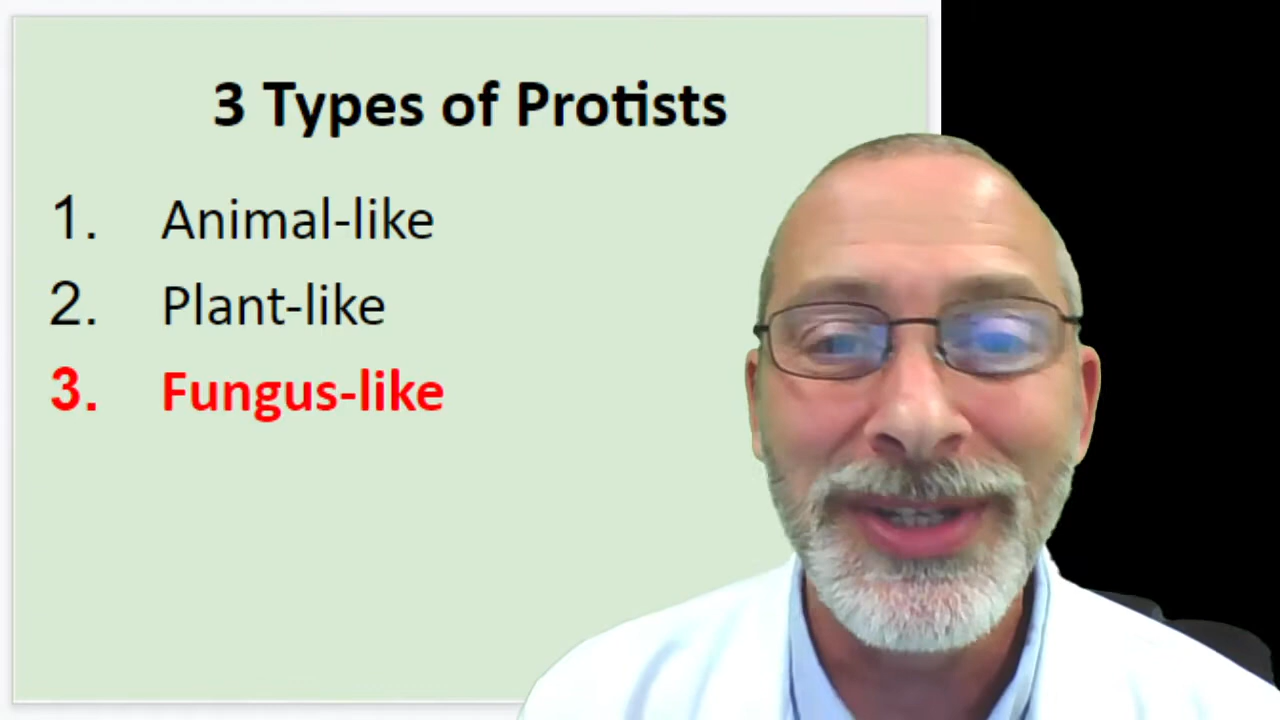 3 Types of Protists
1. Animal-like
2. Plant-like
3. Fungus-like